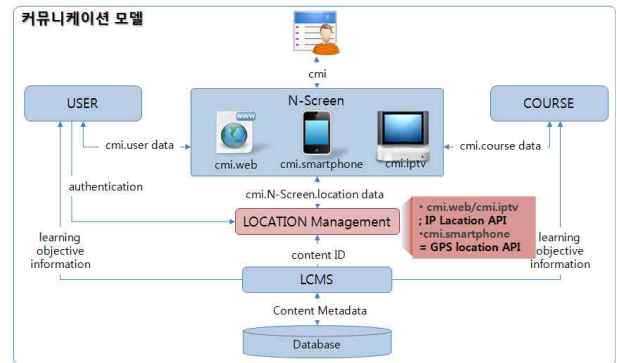 커뮤니케이션 모델
cmi
USER
N-Screen
COURSE
WWW
cmi.web
cmi.smartphone
cmi.iptv
cmi.user data
cmi.course data
authentication
cmi.N-Screen.location data
LOCATION Management
• cmi.web/cmi.iptv
; IP Lacation API
•cmi.smartphone
= GPS location API
learning
objective
information
content ID
learning
objective
information
LCMS
Content Metadata
Database